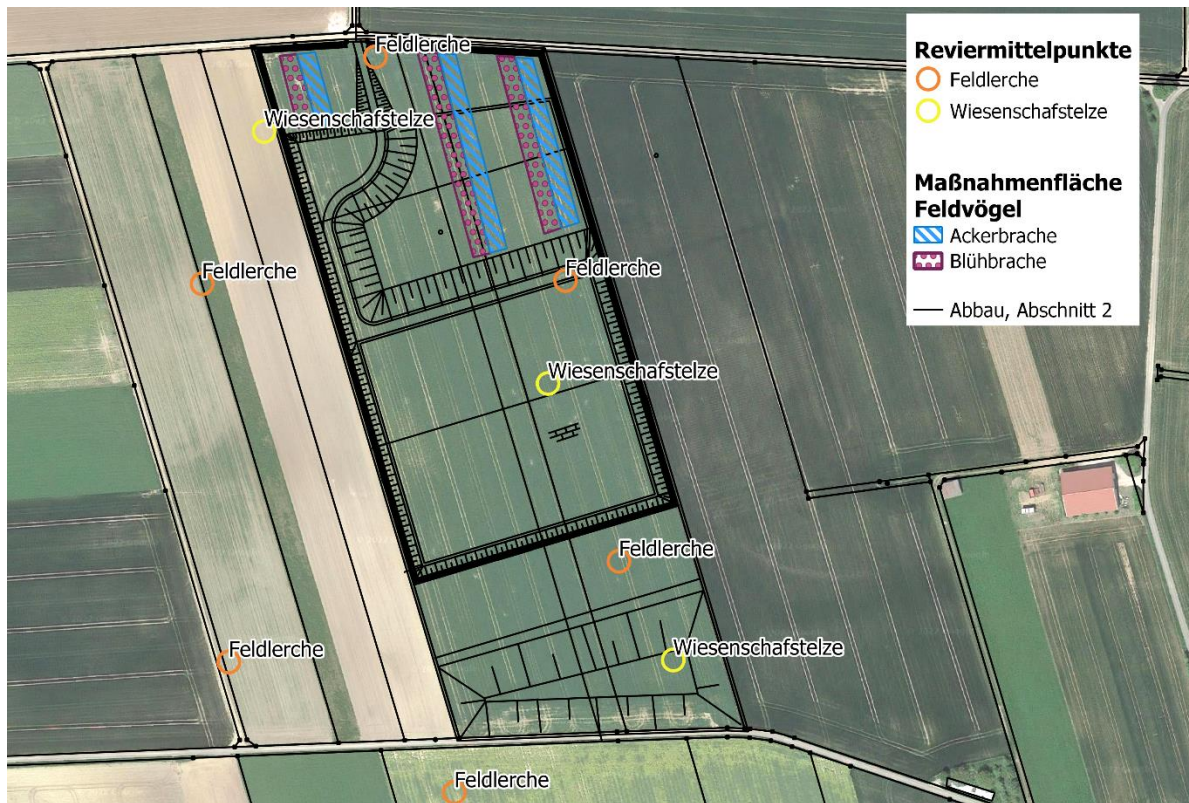 Reviermittelpunkte
Feldlerche
Wiesenschafstelze
Maßnahmenfläche
Feldvögel
Ackerbrache
Blühbrache
Abbau, Abschnitt 2
Feldlerche
Wiesenschafstelze
Feldlerche
Feldlerche
Wiesenschafstelze
Feldlerche
Feldlerche
Wiesenschafstelze
Feldlerche